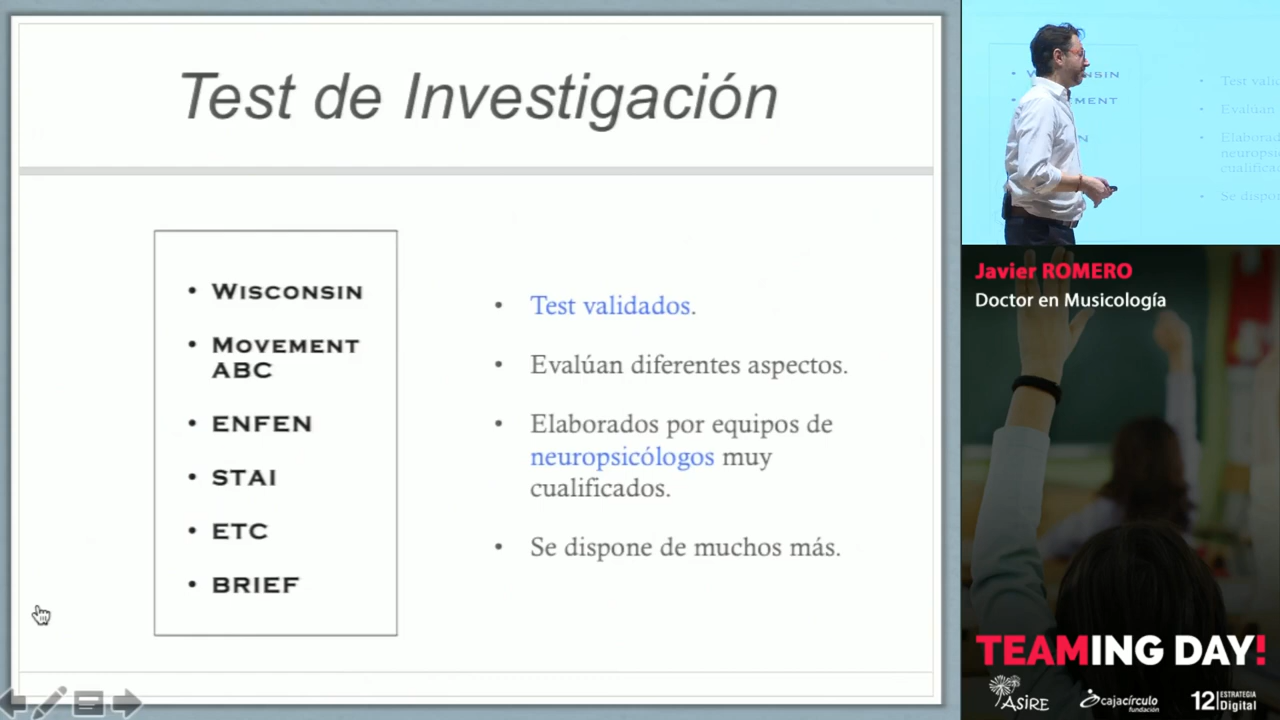 Test de Investigación
• WISCONSIN
• MOVEMENT
ABC
• ENFEN
• STAI
• ETC
• BRIEF
• Test validados.
• Evalúan diferentes aspectos.
• Elaborados por equipos de
neuropsicólogos muy
cualificados.
• Se dispone de muchos más.
Javier ROMERO
Doctor en Musicología
TEAMING DAY!
ASIRE
cajacírculo
fundación
12 ESTRATEGIA
Digital